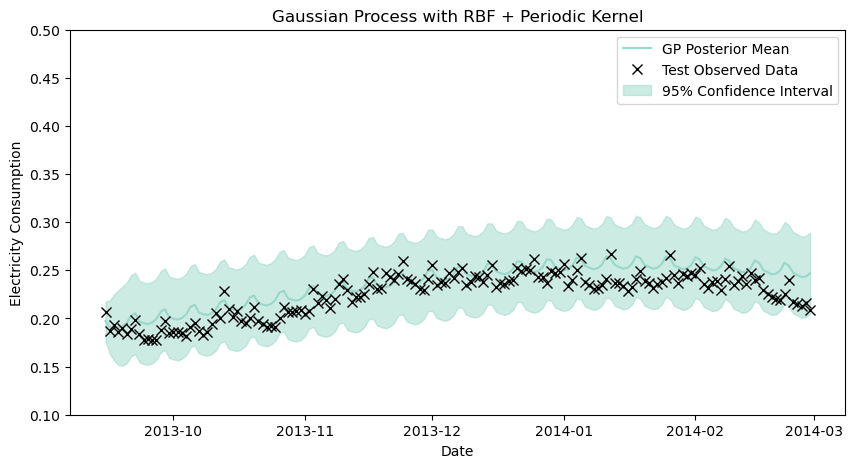 Gaussian Process with RBF + Periodic Kernel
GP Posterior Mean
Test Observed Data
95% Confidence Interval
Electricity Consumption
0.50
0.45
0.40
0.35
0.30
0.25
0.20
0.15
0.10
2013-10
2013-11
2013-12
2014-01
2014-02
2014-03
Date